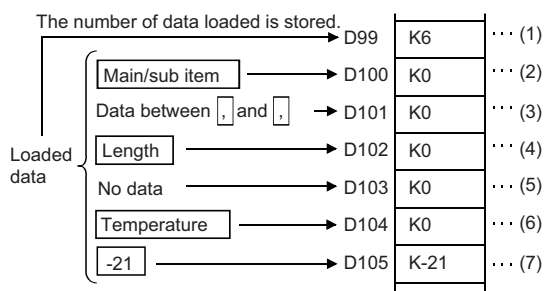 The number of data loaded is stored.
D99 K6 ··· (1)
Main/sub item D100 K0 ··· (2)
Data between , and , D101 K0 ··· (3)
Loaded data
Length D102 K0 ··· (4)
No data D103 K0 ··· (5)
Temperature D104 K0 ··· (6)
-21 D105 K-21 ··· (7)